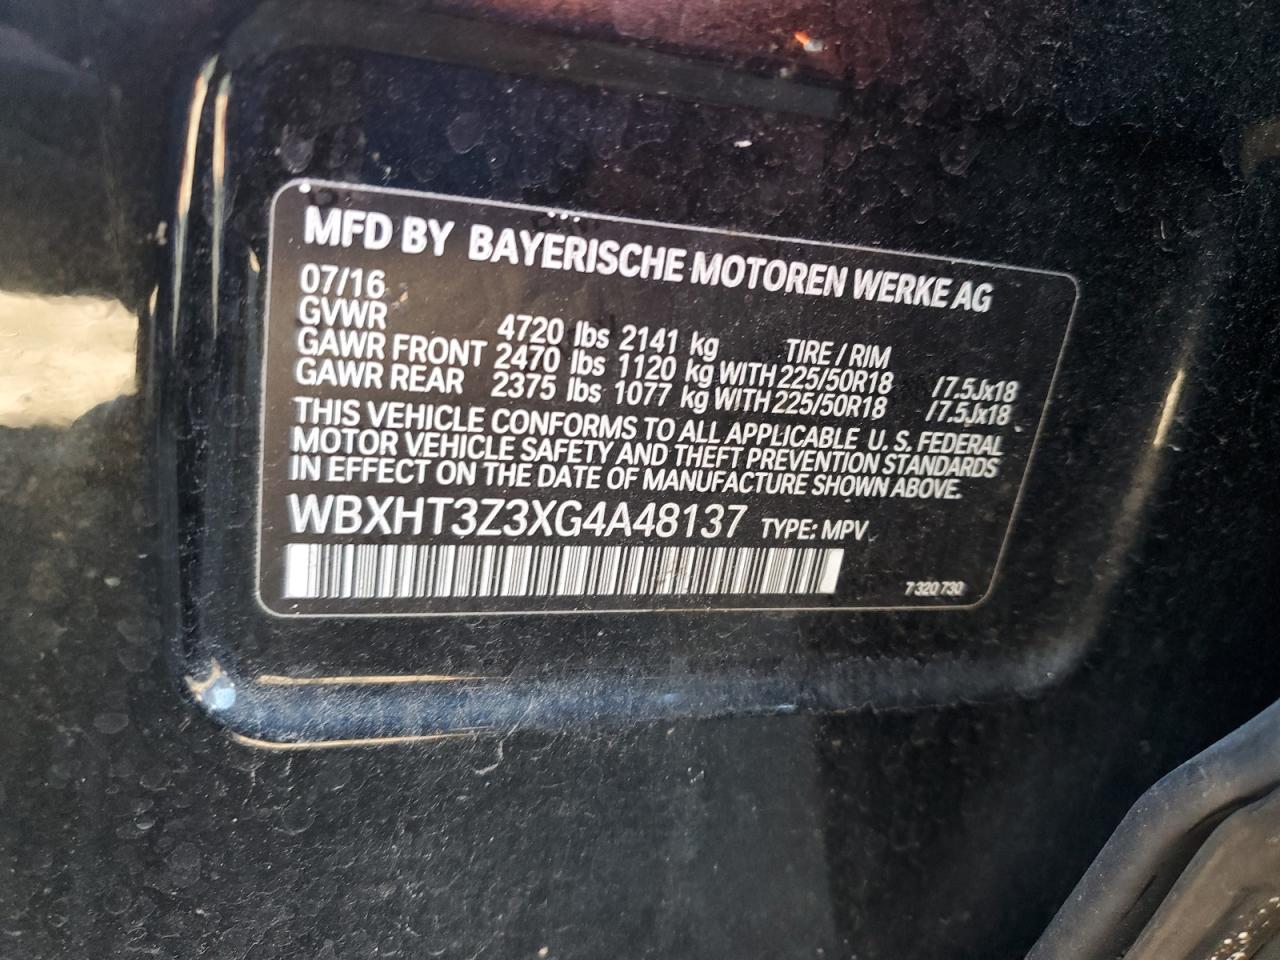 MFD BY BAYERISCHE MOTOREN WERKE AG
07/16
GVWR 4720 lbs 2141 kg TIRE / RIM
GAWR FRONT 2470 lbs 1120 kg WITH 225/50R18 /7.5Jx18
GAWR REAR 2375 lbs 1077 kg WITH 225/50R18 /7.5Jx18
THIS VEHICLE CONFORMS TO ALL APPLICABLE U.S. FEDERAL
MOTOR VEHICLE SAFETY AND THEFT PREVENTION STANDARDS
IN EFFECT ON THE DATE OF MANUFACTURE SHOWN ABOVE.
WBXHT3Z3XG4A48137 TYPE: MPV
7 320 730